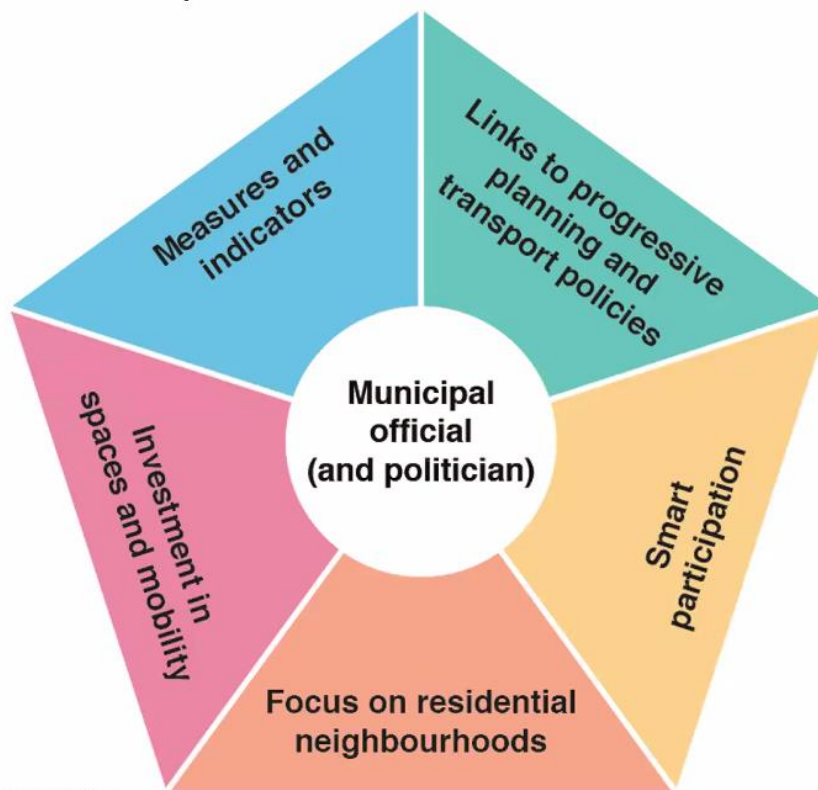 Measures and
indicators
Links to progressive
planning and
transport policies
Municipal
official
(and politician)
Investment in
spaces and mobility
Smart
participation
Focus on residential
neighbourhoods